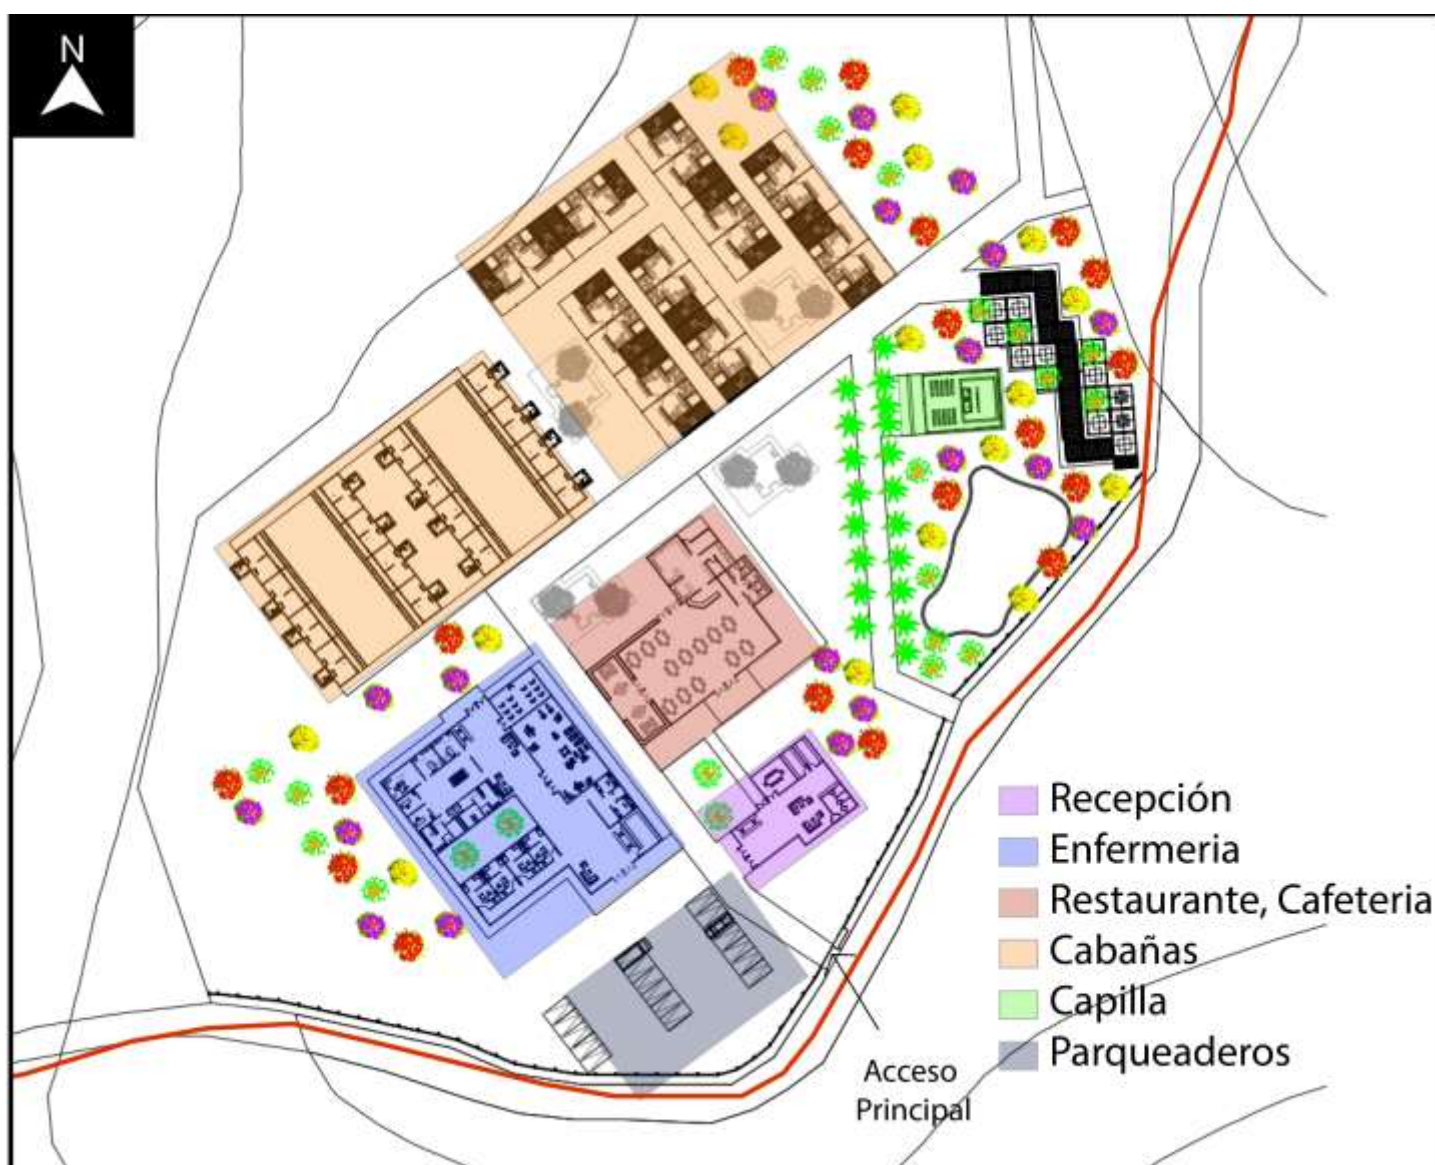 N
Recepción
Enfermeria
Restaurante, Cafeteria
Cabañas
Capilla
Parqueaderos
Acceso
Principal